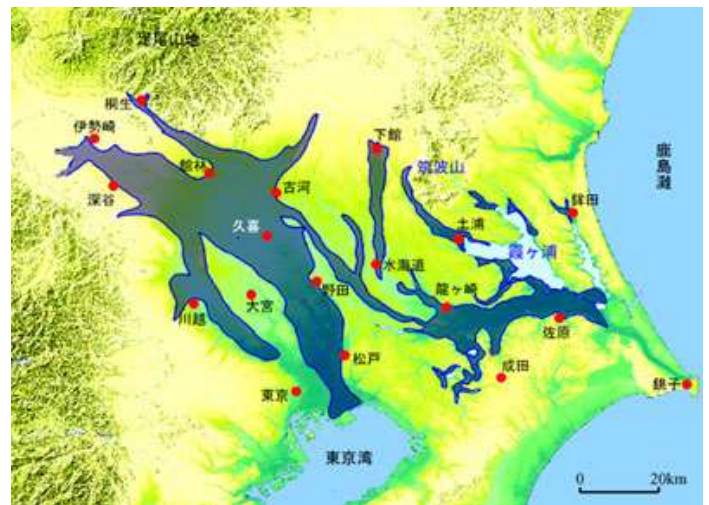 足尾山地
桐生
伊勢崎
館林
深谷
古河
久喜
下館
筑波山
鹿島灘
鉾田
土浦
霞ヶ浦
水海道
野田
龍ヶ崎
大宮
川越
佐原
松戸
成田
東京
銚子
東京湾
0 20km